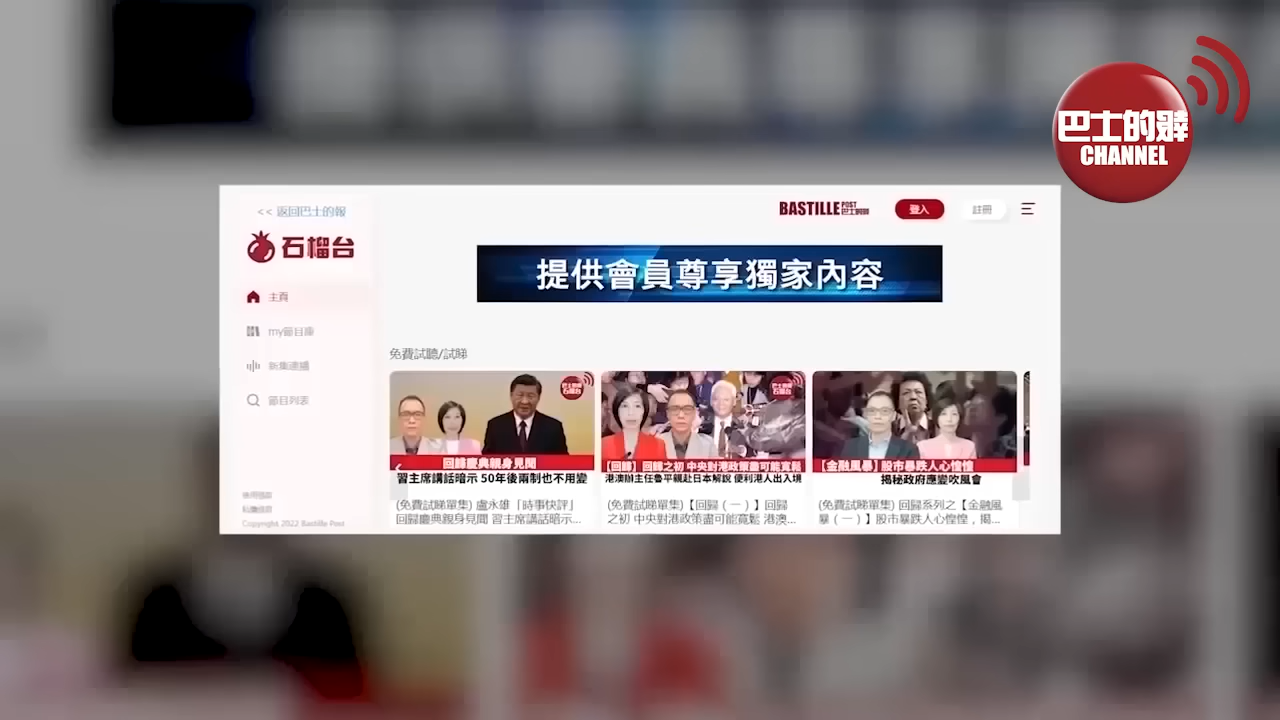 巴士的報
CHANNEL
<< 返回巴士的報
BASTILLE POST
巴士的報
登入
註冊
石榴台
提供會員尊享獨家內容
主頁
my節目庫
新集連播
節目列表
免費試聽/試睇
回歸慶典親身見聞
習主席講話暗示 50年後兩制也不用變
(免費試睇單集) 盧永雄「時事快評」
回歸慶典親身見聞 習主席講話暗示...
【回歸】回歸之初 中央對港政策盡可能寬鬆
港澳辦主任魯平親赴日本解說 便利港人出入境
(免費試睇單集)【回歸（一）】回歸
之初 中央對港政策盡可能寬鬆 港澳...
【金融風暴】股市暴跌人心惶惶
揭秘政府應變吹風會
(免費試睇單集) 回歸系列之【金融風
暴（一）】股市暴跌人心惶惶，揭...
Copyright 2022 Bastille Post